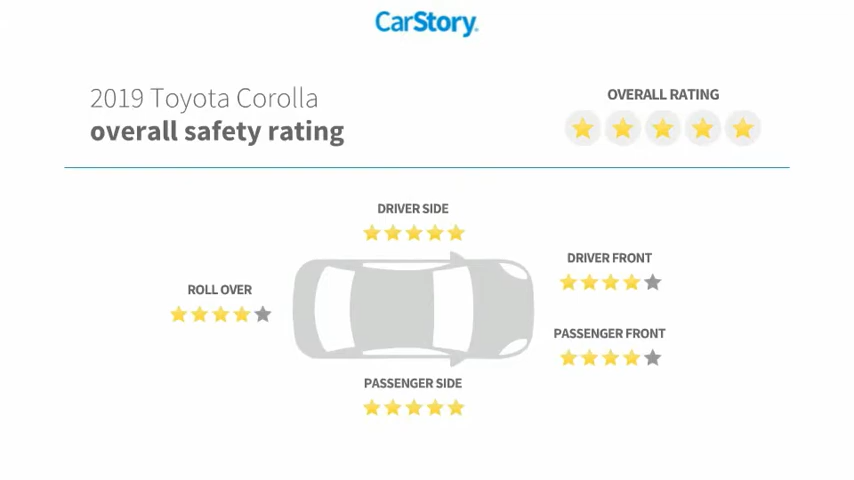 CarStory.
2019 Toyota Corolla
overall safety rating
OVERALL RATING
DRIVER SIDE
DRIVER FRONT
ROLL OVER
PASSENGER FRONT
PASSENGER SIDE